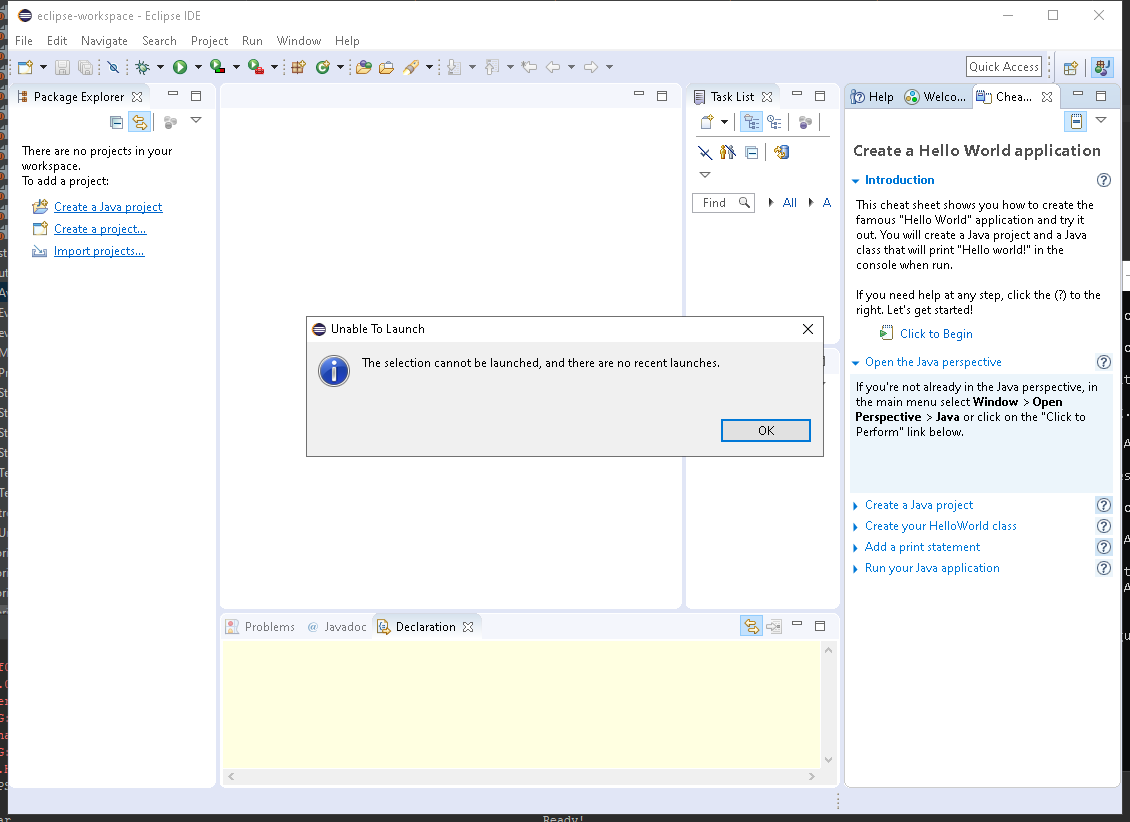 eclipse-workspace - Eclipse IDE
File Edit Navigate Search Project Run Window Help
Quick Access
Package Explorer
There are no projects in your
workspace.
To add a project:
Create a Java project
Create a project...
Import projects...
Task List
Find All A
Help Welco... Chea...
Create a Hello World application
Introduction
This cheat sheet shows you how to create the
famous "Hello World" application and try it
out. You will create a Java project and a Java
class that will print "Hello world!" in the
console when run.
If you need help at any step, click the (?) to the
right. Let's get started!
Click to Begin
Open the Java perspective
If you're not already in the Java perspective, in
the main menu select Window > Open
Perspective > Java or click on the "Click to
Perform" link below.
Create a Java project
Create your HelloWorld class
Add a print statement
Run your Java application
Unable To Launch
The selection cannot be launched, and there are no recent launches.
OK
Problems @ Javadoc Declaration
Ready!